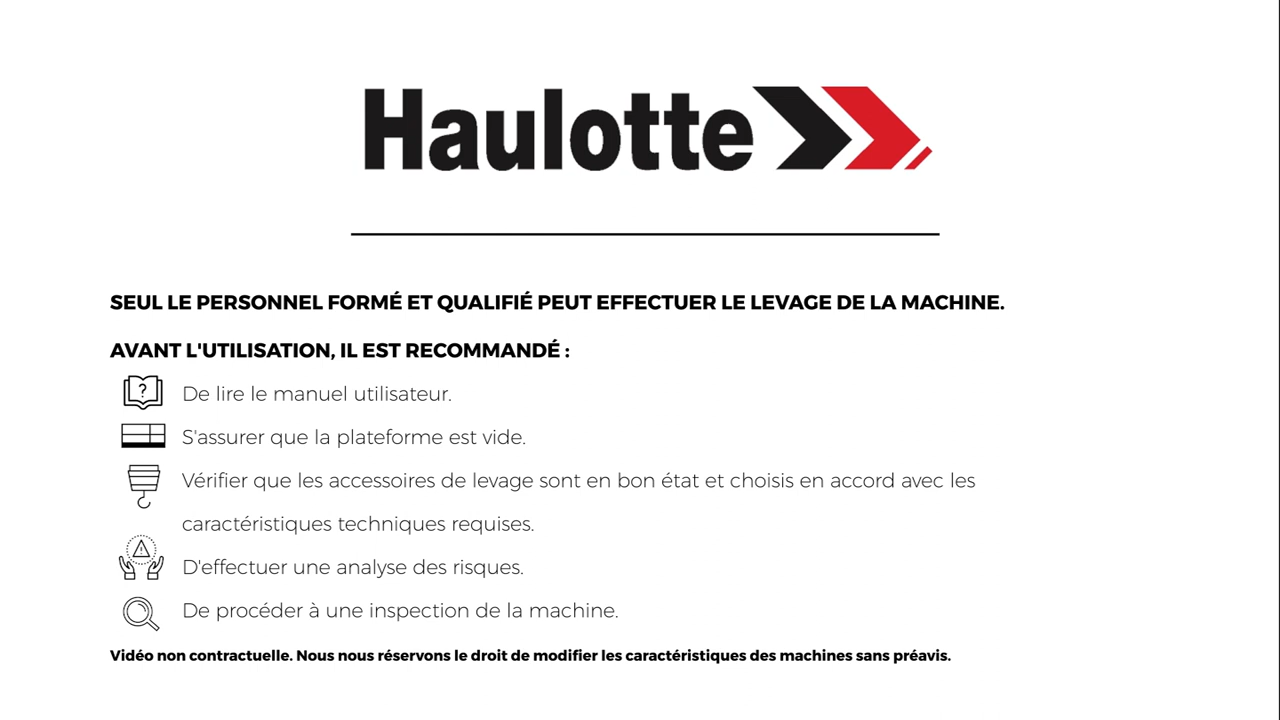 Haulotte
SEUL LE PERSONNEL FORMÉ ET QUALIFIÉ PEUT EFFECTUER LE LEVAGE DE LA MACHINE.
AVANT L'UTILISATION, IL EST RECOMMANDÉ :
De lire le manuel utilisateur.
S'assurer que la plateforme est vide.
Vérifier que les accessoires de levage sont en bon état et choisis en accord avec les
caractéristiques techniques requises.
D'effectuer une analyse des risques.
De procéder à une inspection de la machine.
Vidéo non contractuelle. Nous nous réservons le droit de modifier les caractéristiques des machines sans préavis.